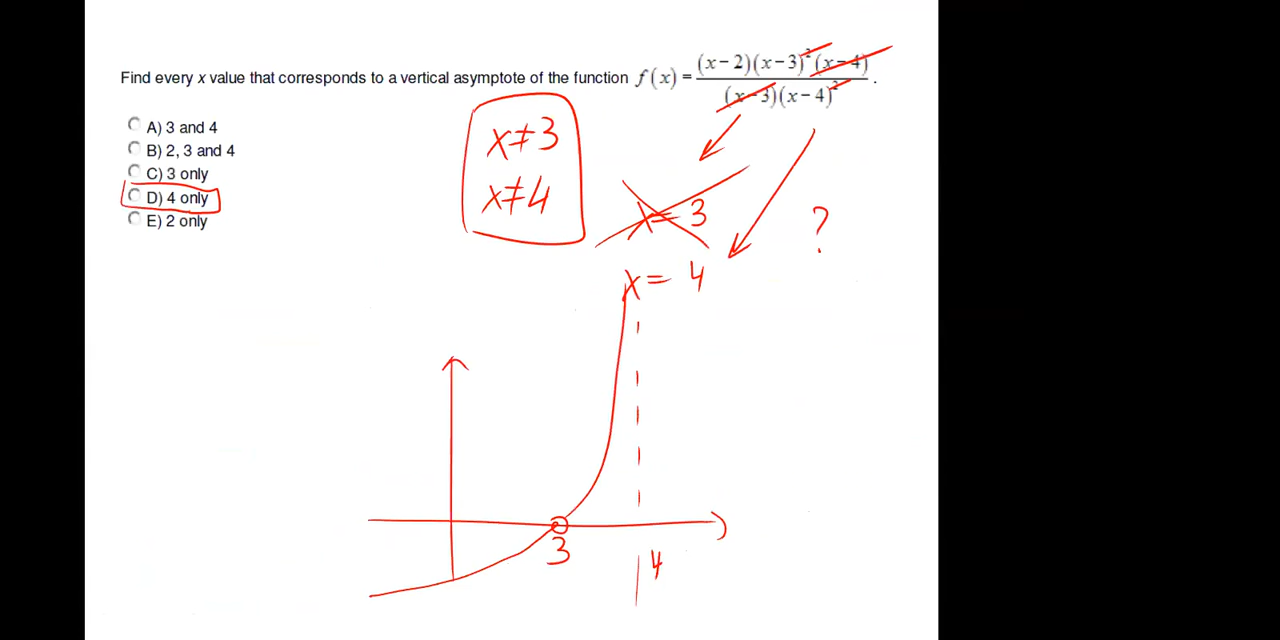 Find every x value that corresponds to a vertical asymptote of the function f(x) = (x-2)(x-3)²(x-4) / (x-3)(x-4)² .
A) 3 and 4
B) 2, 3 and 4
C) 3 only
D) 4 only
E) 2 only
x≠3
x≠4
x = 3
?
x = 4
3
4